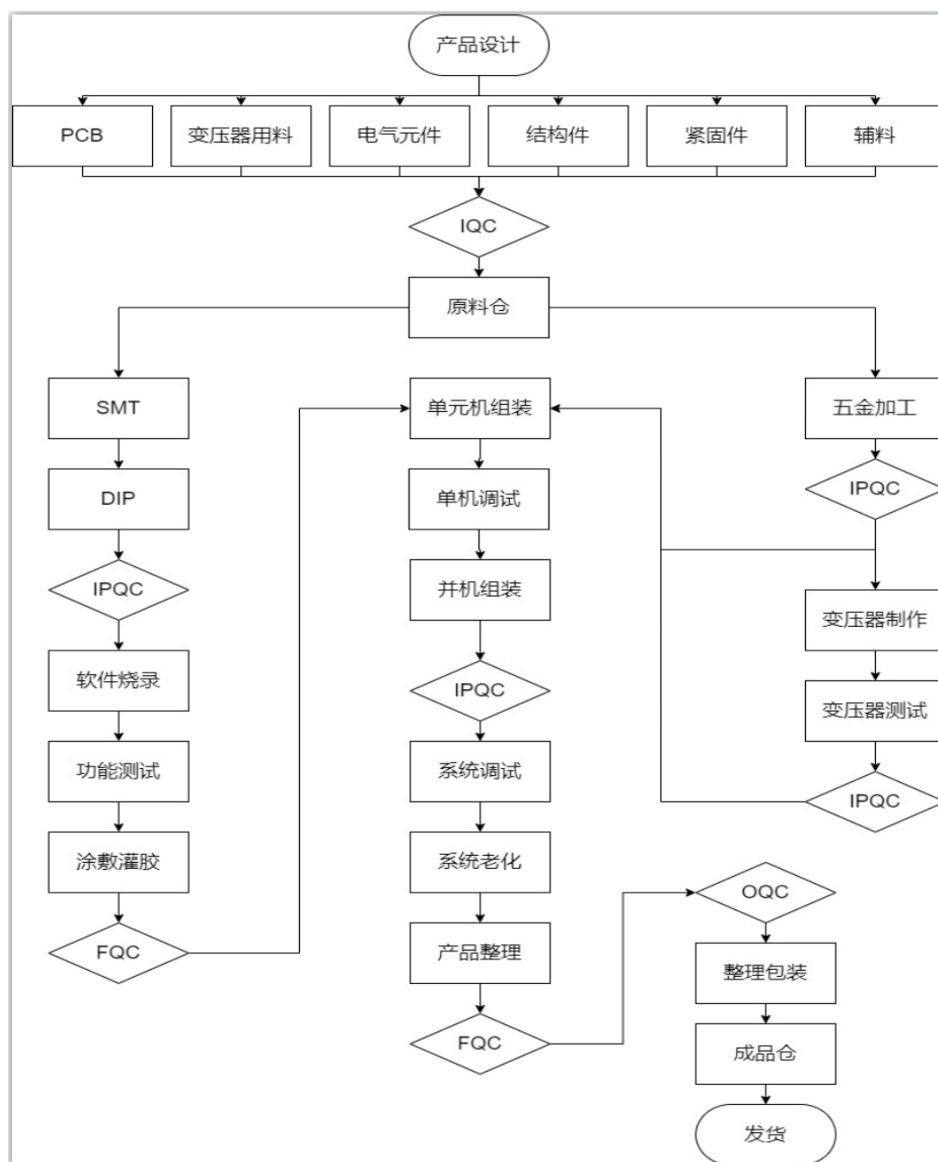 产品设计
PCB
变压器用料
电气元件
结构件
紧固件
辅料
IQC
原料仓
SMT
DIP
IPQC
软件烧录
功能测试
涂敷灌胶
FQC
单元机组装
单机调试
并机组装
IPQC
系统调试
系统老化
产品整理
FQC
五金加工
IPQC
变压器制作
变压器测试
IPQC
OQC
整理包装
成品仓
发货